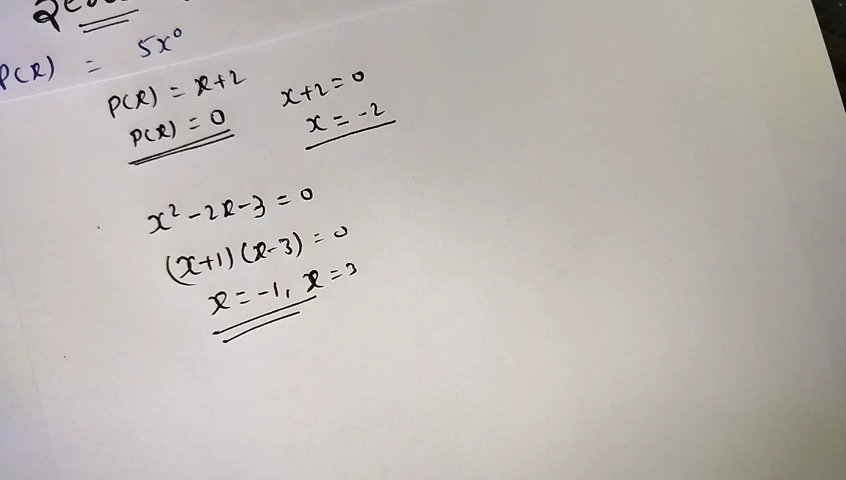 P(x) = 5x⁰
P(x) = x+2
P(x) = 0
x+2=0
x = -2
x² - 2x - 3 = 0
(x+1) (x-3) = 0
x = -1, x = 3